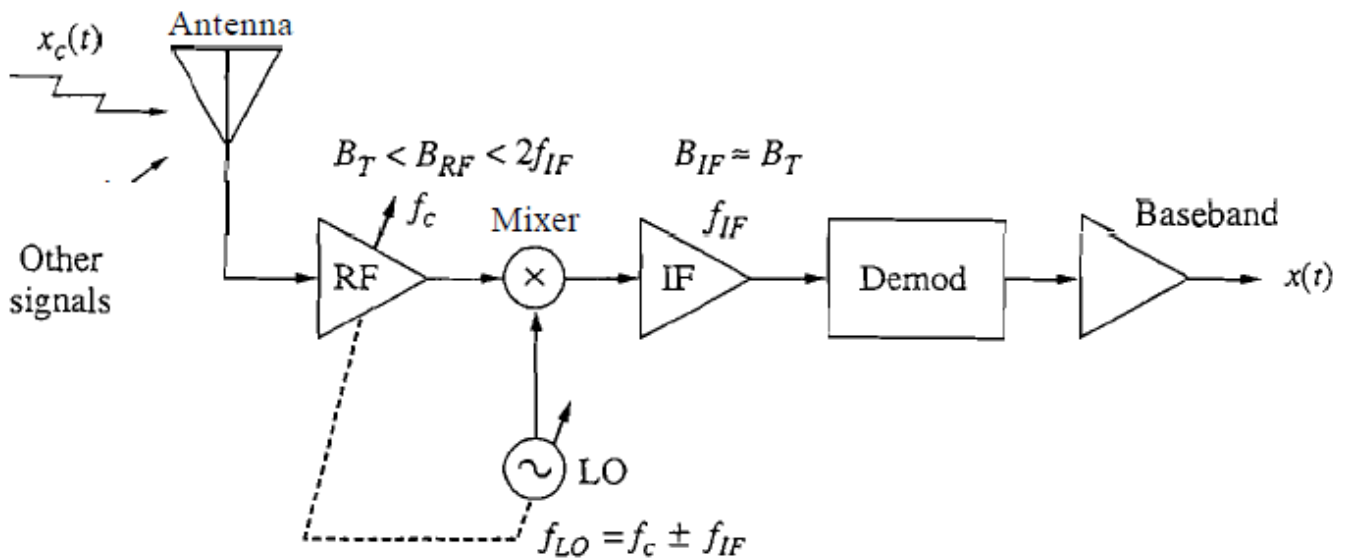 Antenna
x_c(t)
B_T < B_RF < 2f_IF
B_IF ≈ B_T
f_c
Mixer
f_IF
Baseband
Other
signals
RF
×
IF
Demod
x(t)
~
LO
f_LO = f_c ± f_IF